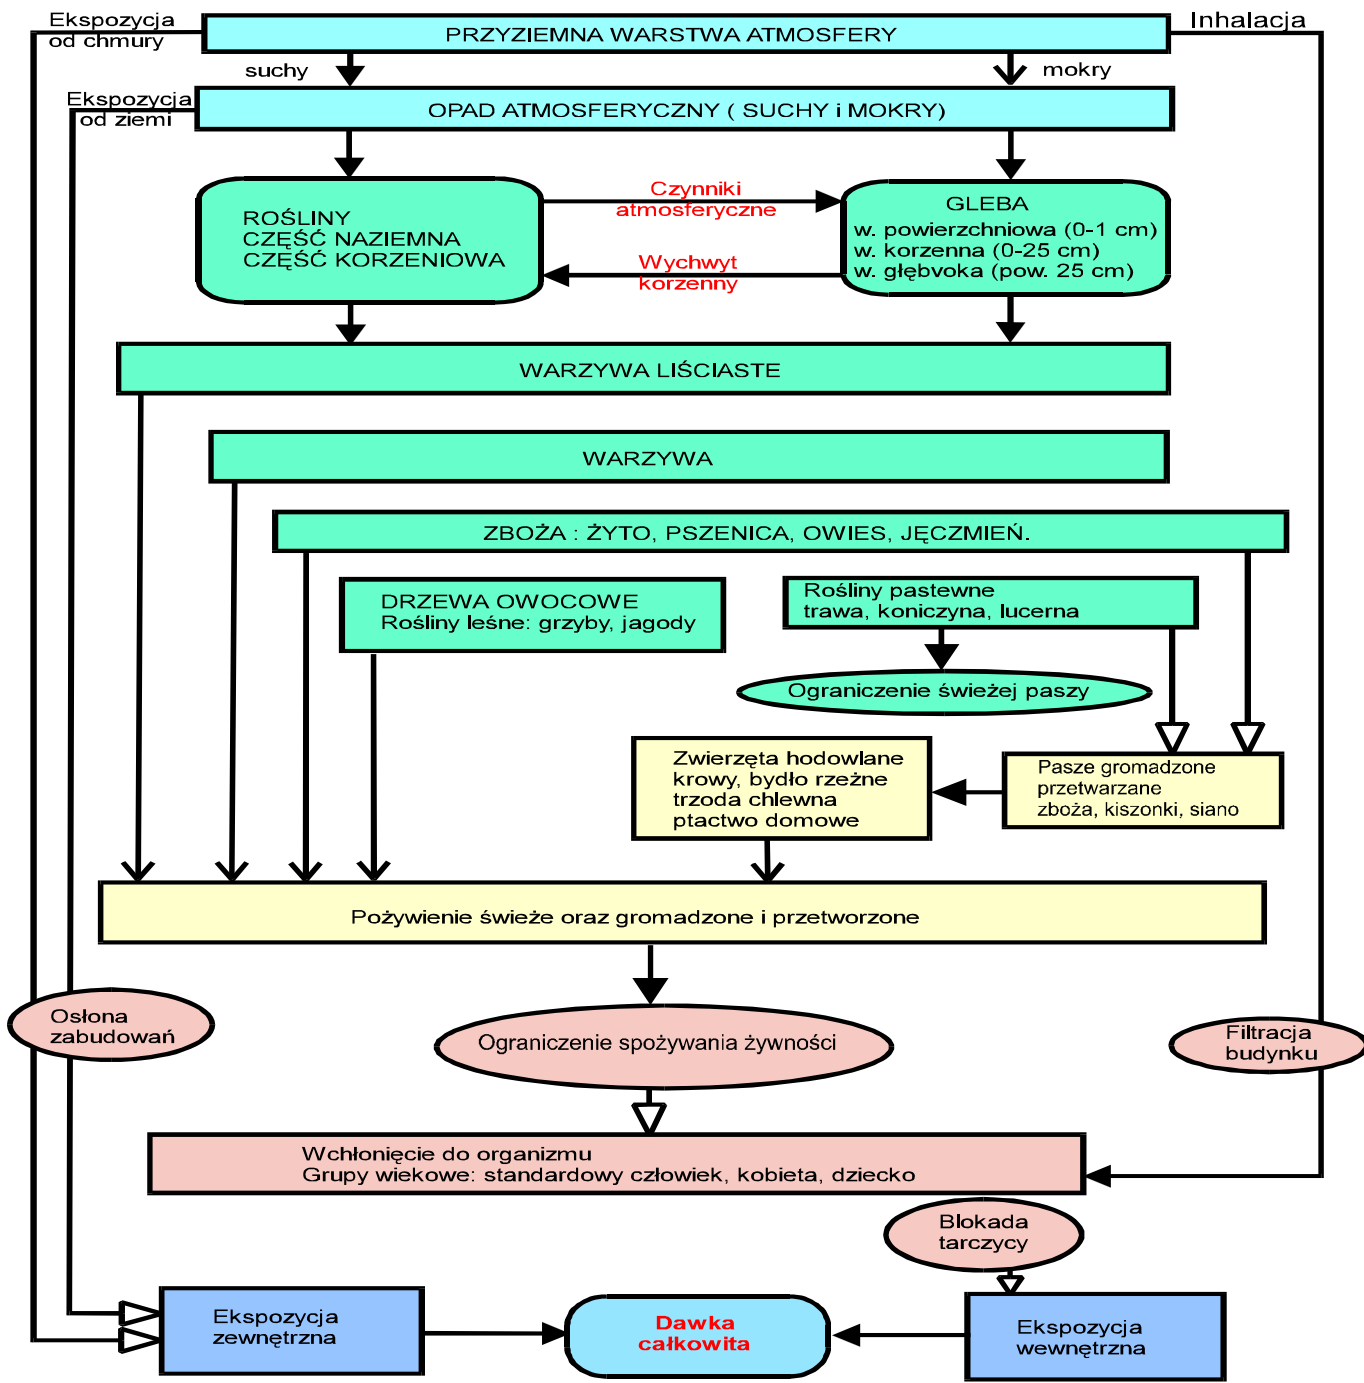 Ekspozycja
od chmury
PRZYZIEMNA WARSTWA ATMOSFERY
Inhalacja
suchy
mokry
Ekspozycja
od ziemi
OPAD ATMOSFERYCZNY ( SUCHY i MOKRY)
ROŚLINY
CZĘŚĆ NAZIEMNA
CZĘŚĆ KORZENIOWA
Czynniki
atmosferyczne
Wychwyt
korzenny
GLEBA
w. powierzchniowa (0-1 cm)
w. korzenna (0-25 cm)
w. głębvoka (pow. 25 cm)
WARZYWA LIŚCIASTE
WARZYWA
ZBOŻA : ŻYTO, PSZENICA, OWIES, JĘCZMIEŃ.
DRZEWA OWOCOWE
Rośliny leśne: grzyby, jagody
Rośliny pastewne
trawa, koniczyna, lucerna
Ograniczenie świeżej paszy
Zwierzęta hodowlane
krowy, bydło rzeżne
trzoda chlewna
ptactwo domowe
Pasze gromadzone
przetwarzane
zboża, kiszonki, siano
Pożywienie świeże oraz gromadzone i przetworzone
Osłona
zabudowań
Ograniczenie spożywania żywności
Filtracja
budynku
Wchłonięcie do organizmu
Grupy wiekowe: standardowy człowiek, kobieta, dziecko
Blokada
tarczycy
Ekspozycja
zewnętrzna
Dawka
całkowita
Ekspozycja
wewnętrzna